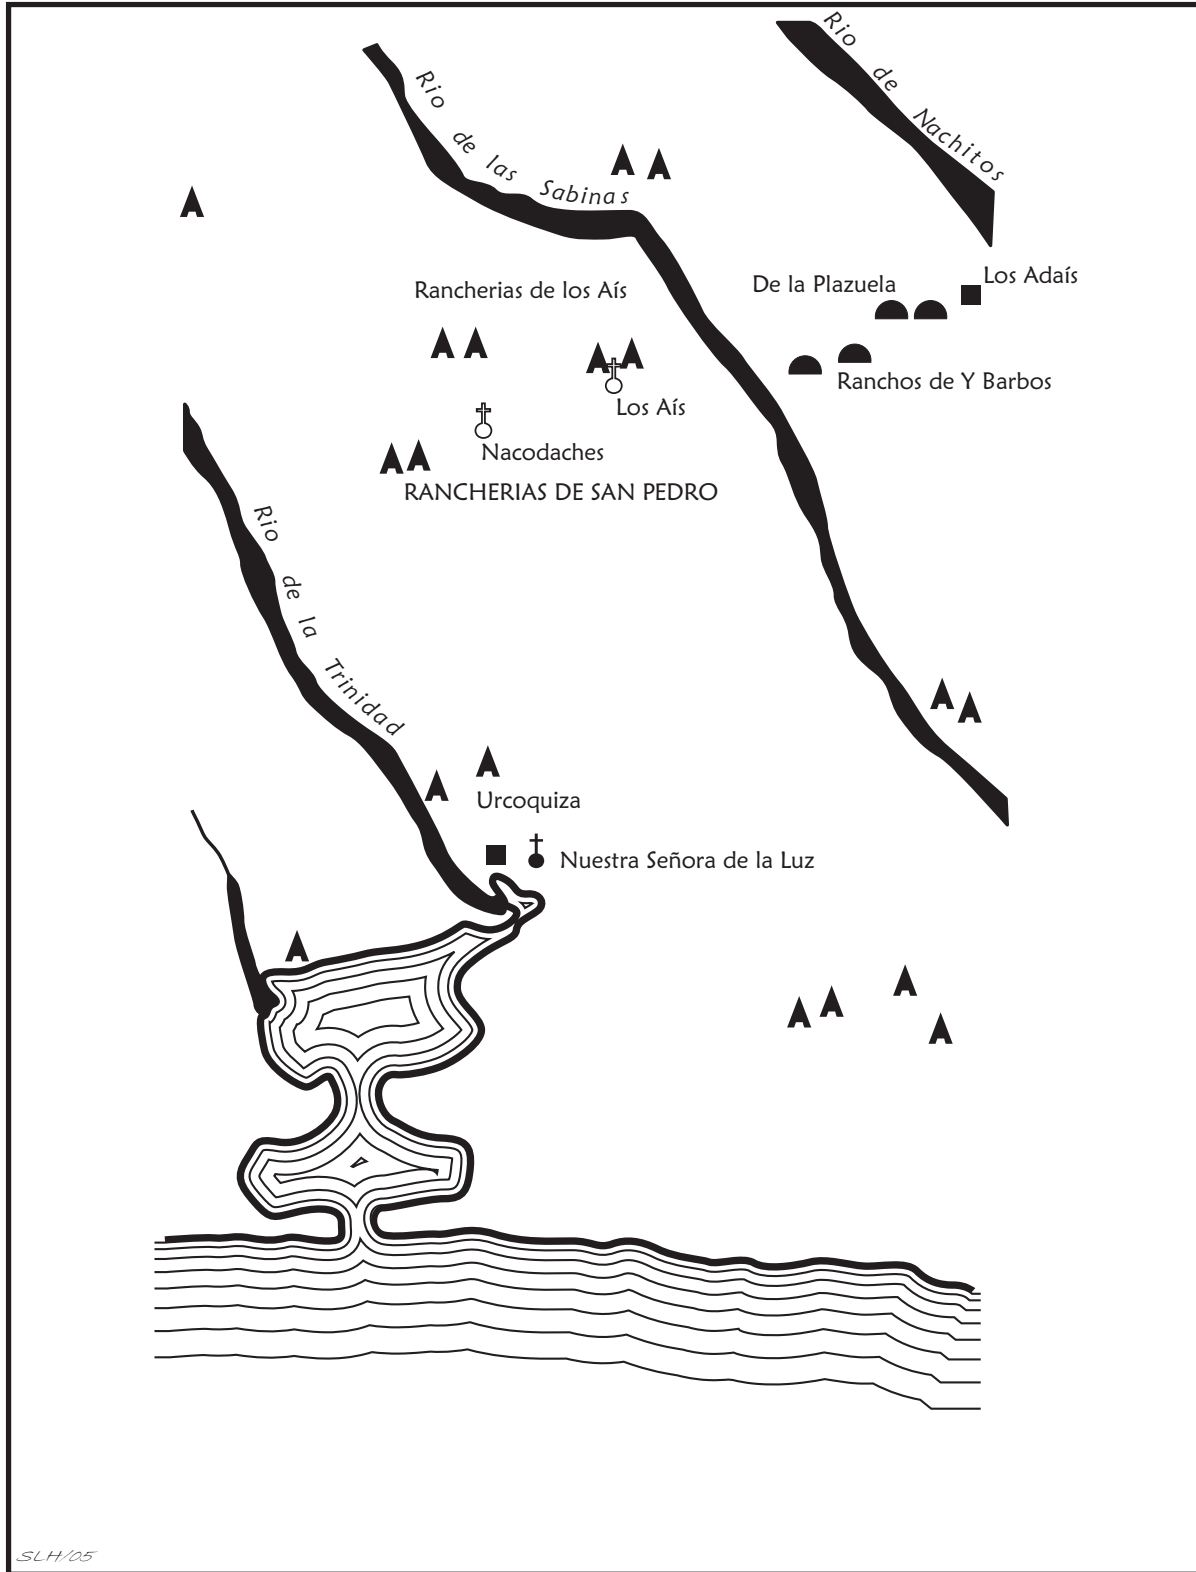 Rio de Nachitos
Rio de las Sabinas
Rancherias de los Aís
De la Plazuela
Los Adaís
Ranchos de Y Barbos
Los Aís
Nacodaches
RANCHERIAS DE SAN PEDRO
Rio de la Trinidad
Urcoquiza
Nuestra Señora de la Luz
SLH/05